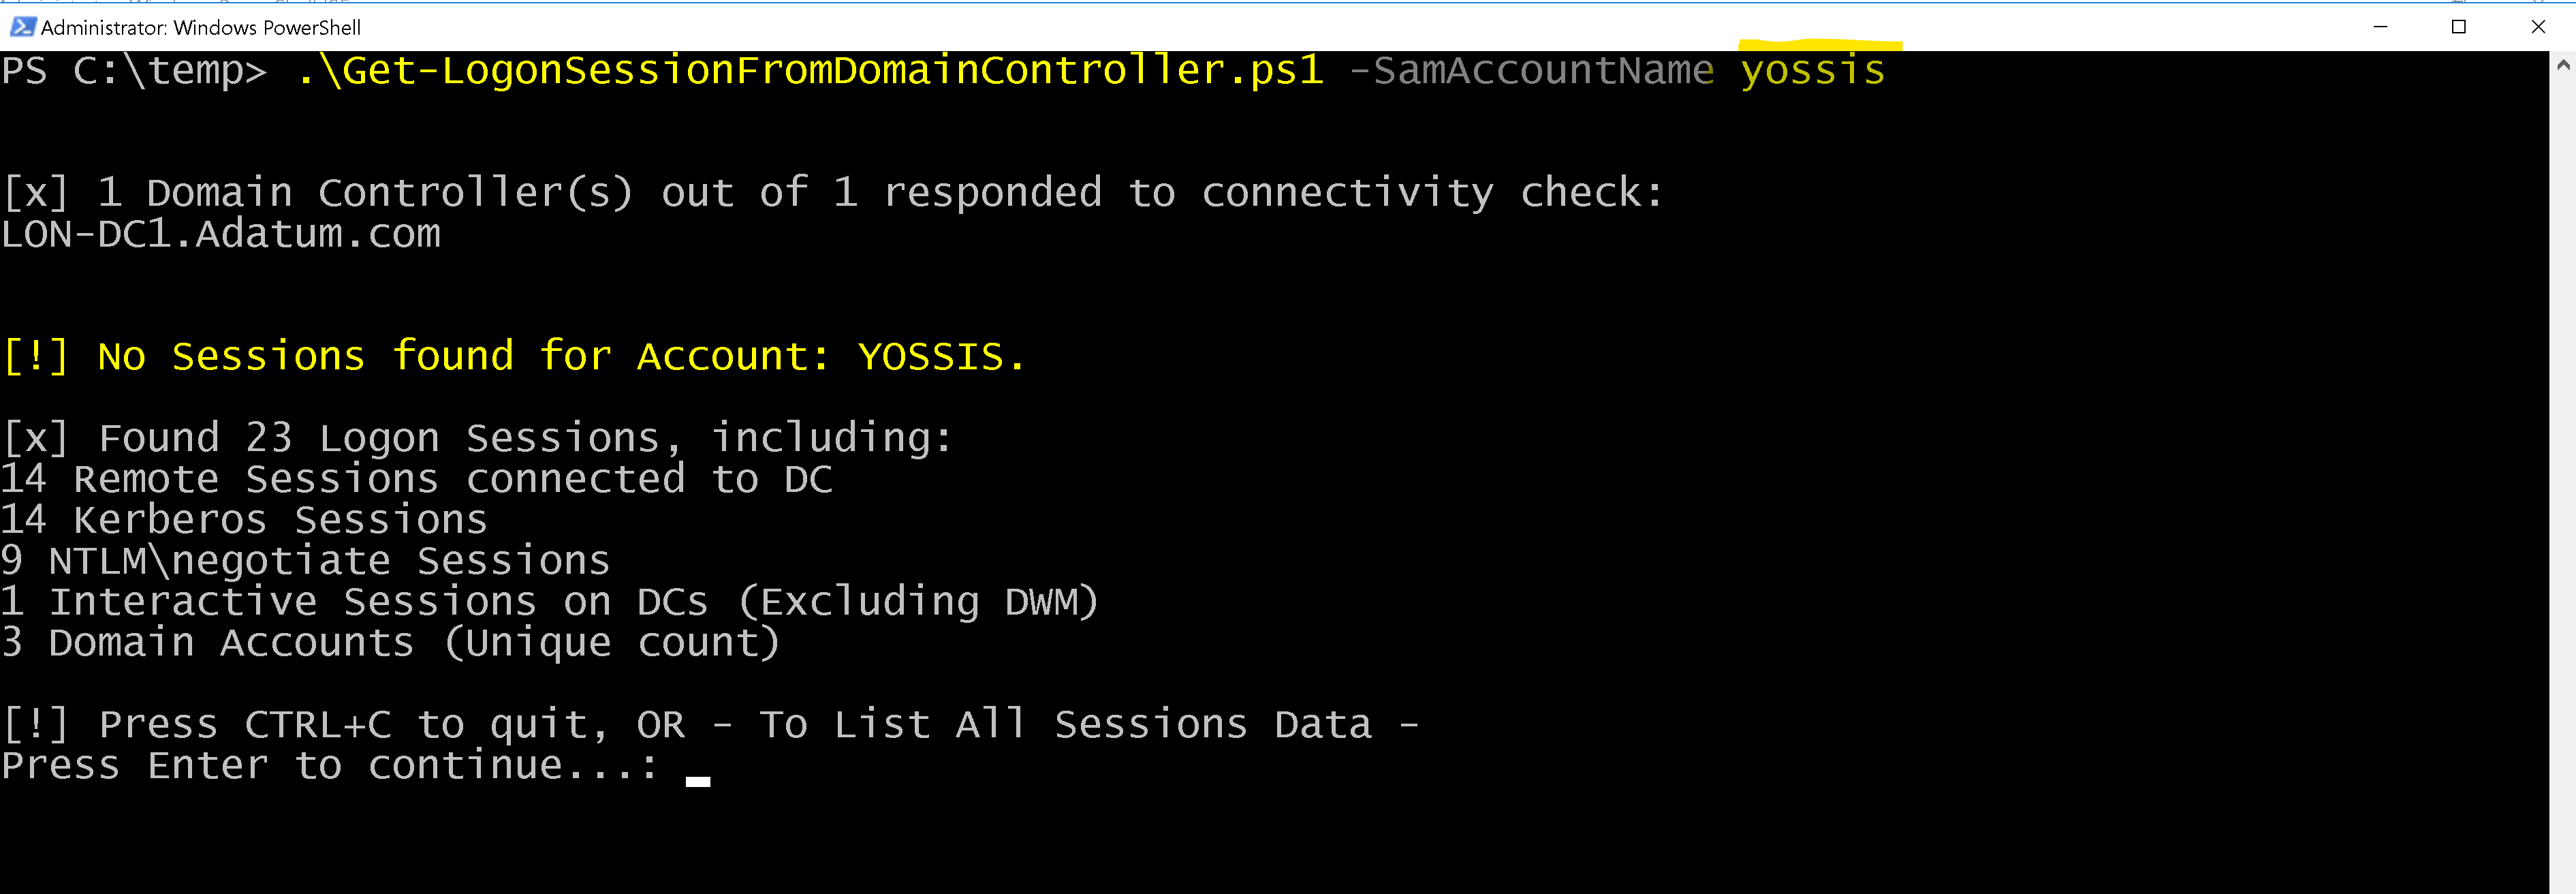 Administrator: Windows PowerShell
PS C:\temp> .\Get-LogonSessionFromDomainController.ps1 -SamAccountName yossis
[x] 1 Domain Controller(s) out of 1 responded to connectivity check:
LON-DC1.Adatum.com
[!] No Sessions found for Account: YOSSIS.
[x] Found 23 Logon Sessions, including:
14 Remote Sessions connected to DC
14 Kerberos Sessions
9 NTLM\negotiate Sessions
1 Interactive Sessions on DCs (Excluding DWM)
3 Domain Accounts (Unique count)
[!] Press CTRL+C to quit, OR - To List All Sessions Data -
Press Enter to continue...: